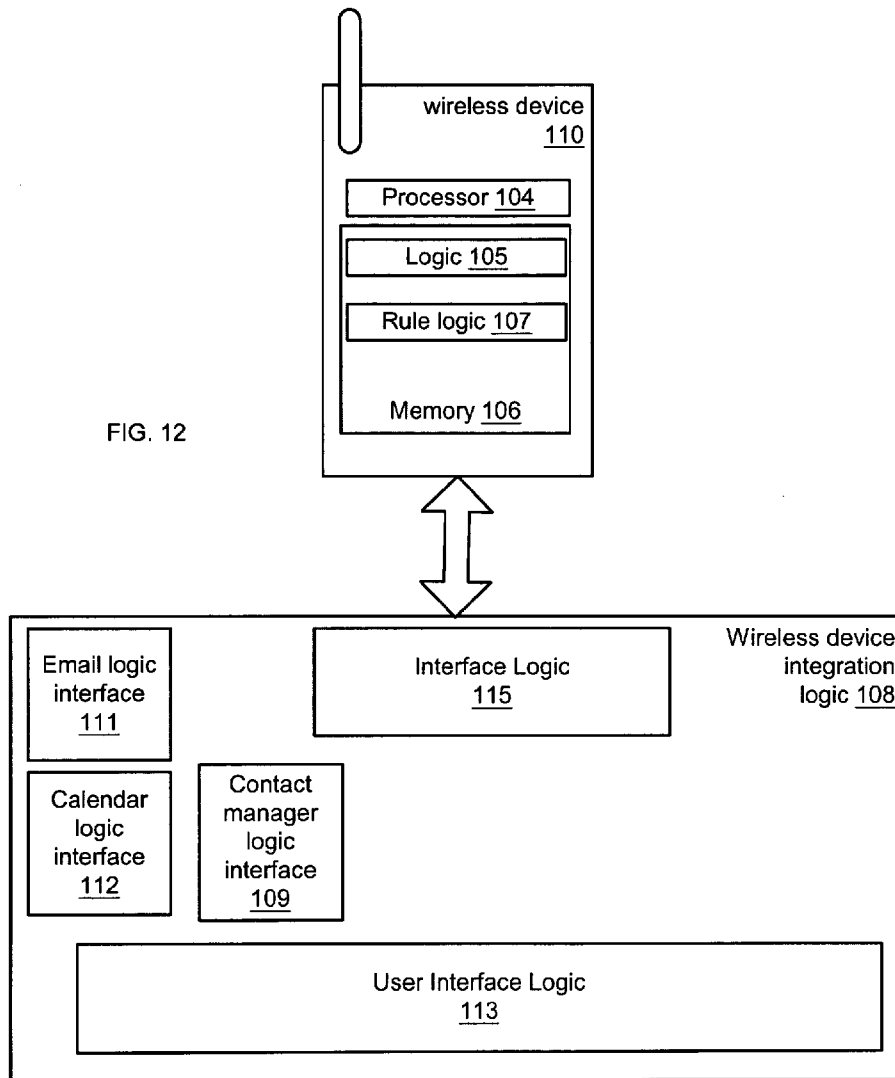 wireless device
110
Processor 104
Logic 105
Rule logic 107
Memory 106
FIG. 12
Email logic
interface
111
Interface Logic
115
Wireless device
integration
logic 108
Calendar
logic
interface
112
Contact
manager
logic
interface
109
User Interface Logic
113